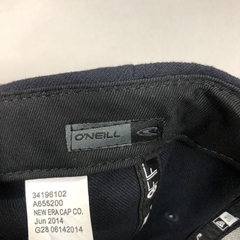 O'NEILL
34196102
A655200
NEW ERA CAP CO.
Jun 2014
G28 06142014